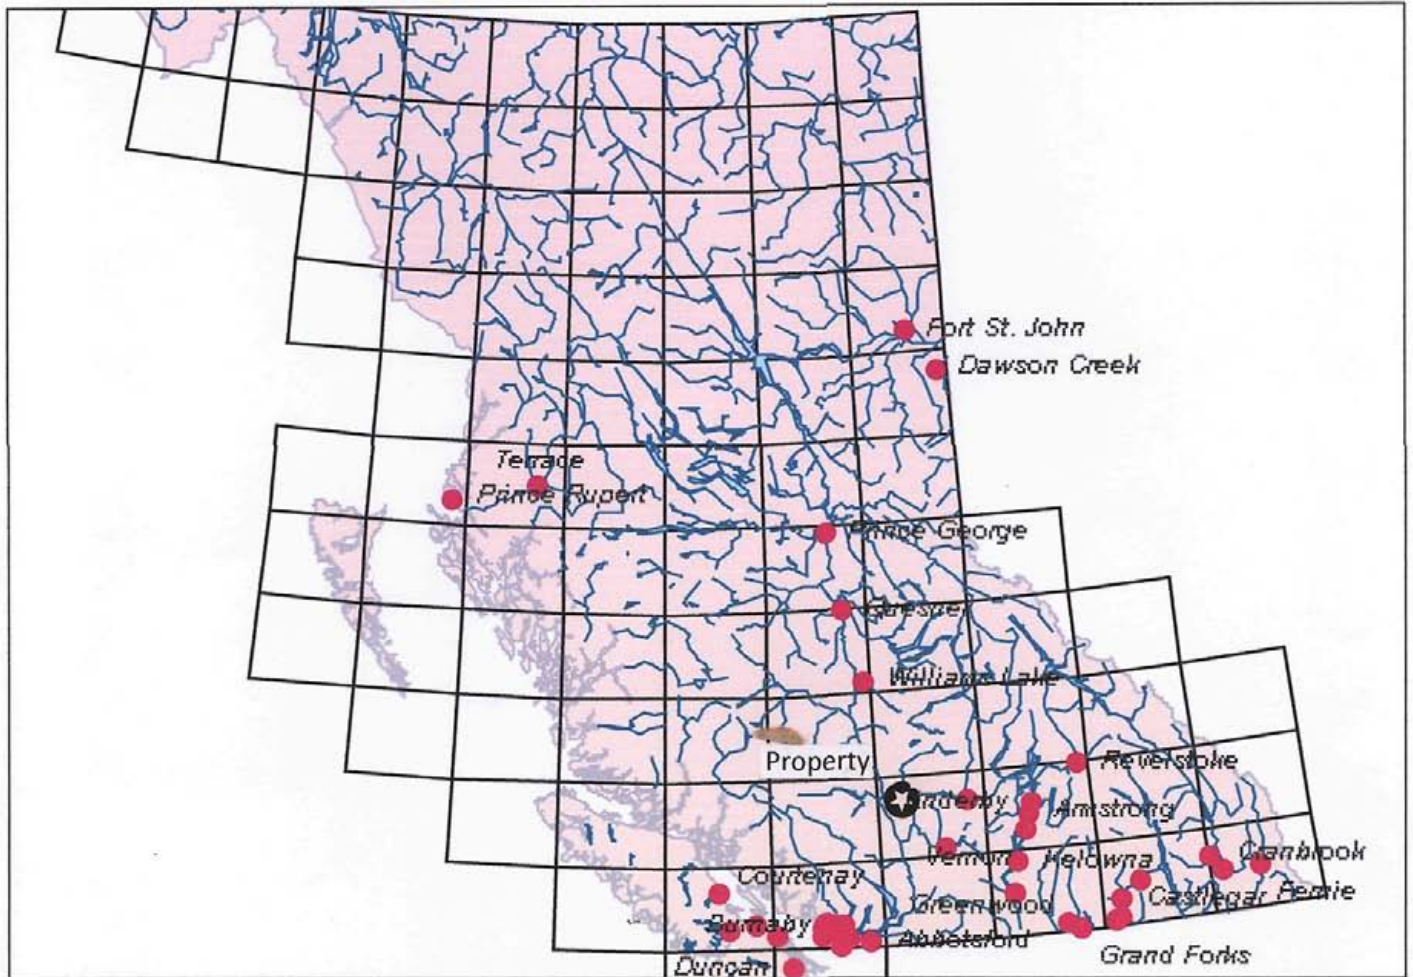 Fort St. John
Dawson Creek
Terrace
Prince Rupert
Prince George
Quesnel
Williams Lake
Property
Revelstoke
Enderby
Armstrong
Vernon
Kelowna
Cranbrook
Courtenay
Castlegar
Fernie
Greenwood
Burnaby
Abbotsford
Grand Forks
Duncan